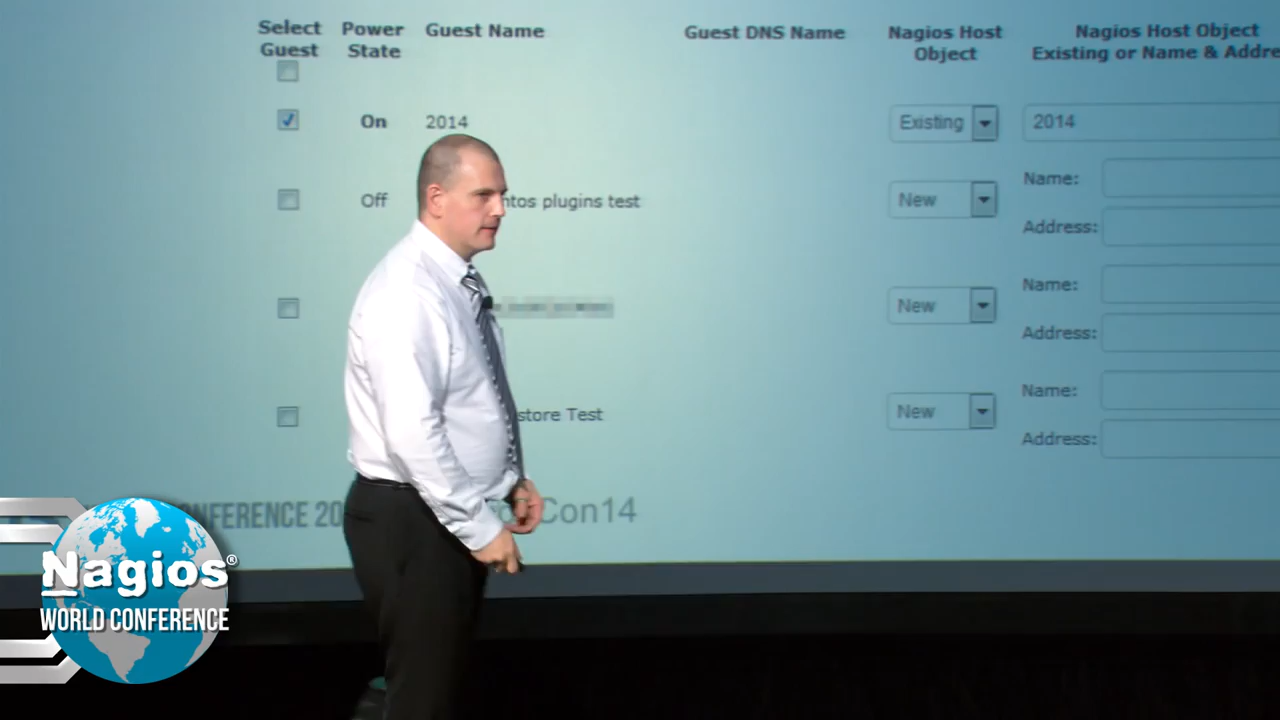 Select Guest
Power State
Guest Name
Guest DNS Name
Nagios Host Object
Nagios Host Object
Existing or Name & Addre
On
2014
Existing
2014
Off
ntos plugins test
New
Name:
Address:
New
Name:
Address:
store Test
New
Name:
Address:
NFERENCE 20
Con14
Nagios®
WORLD CONFERENCE